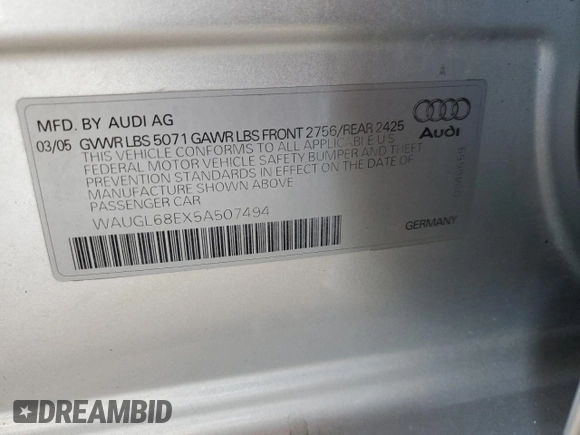 A
MFD. BY AUDI AG
03/05 GVWR LBS 5071 GAWR LBS FRONT 2756/REAR 2425
THIS VEHICLE CONFORMS TO ALL APPLICABLE U.S.
FEDERAL MOTOR VEHICLE SAFETY BUMPER AND THEFT
PREVENTION STANDARDS IN EFFECT ON THE DATE OF
MANUFACTURE SHOWN ABOVE
PASSENGER CAR
WAUGL68EX5A507494
Audi
GERMANY
DREAMBID